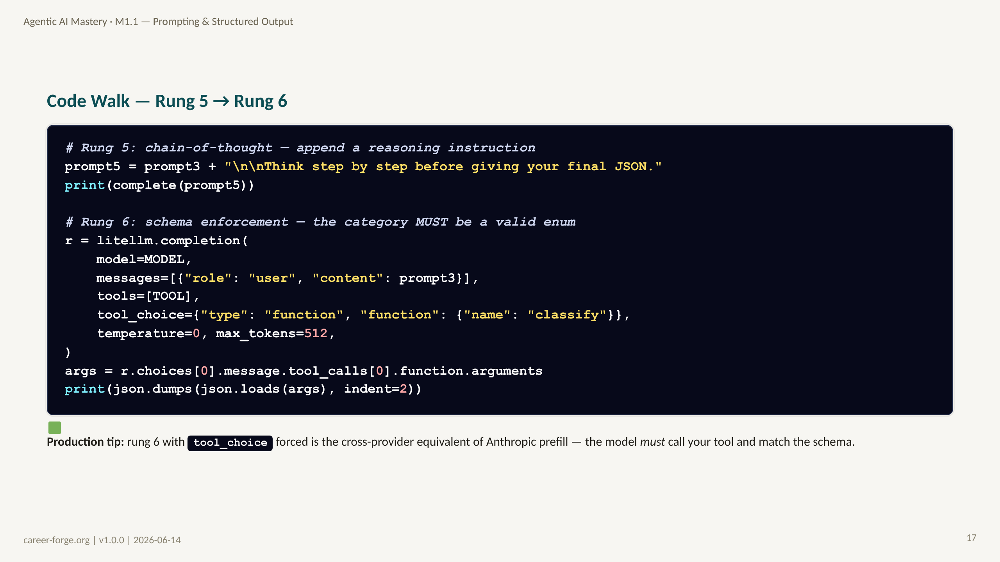 Agentic AI Mastery · M1.1 — Prompting & Structured Output
Code Walk — Rung 5 → Rung 6
# Rung 5: chain-of-thought — append a reasoning instruction
prompt5 = prompt3 + "\n\nThink step by step before giving your final JSON."
print(complete(prompt5))
# Rung 6: schema enforcement — the category MUST be a valid enum
r = litellm.completion(
    model=MODEL,
    messages=[{"role": "user", "content": prompt3}],
    tools=[TOOL],
    tool_choice={"type": "function", "function": {"name": "classify"}},
    temperature=0, max_tokens=512,
)
args = r.choices[0].message.tool_calls[0].function.arguments
print(json.dumps(json.loads(args), indent=2))
Production tip: rung 6 with tool_choice forced is the cross-provider equivalent of Anthropic prefill — the model must call your tool and match the schema.
career-forge.org | v1.0.0 | 2026-06-14
17